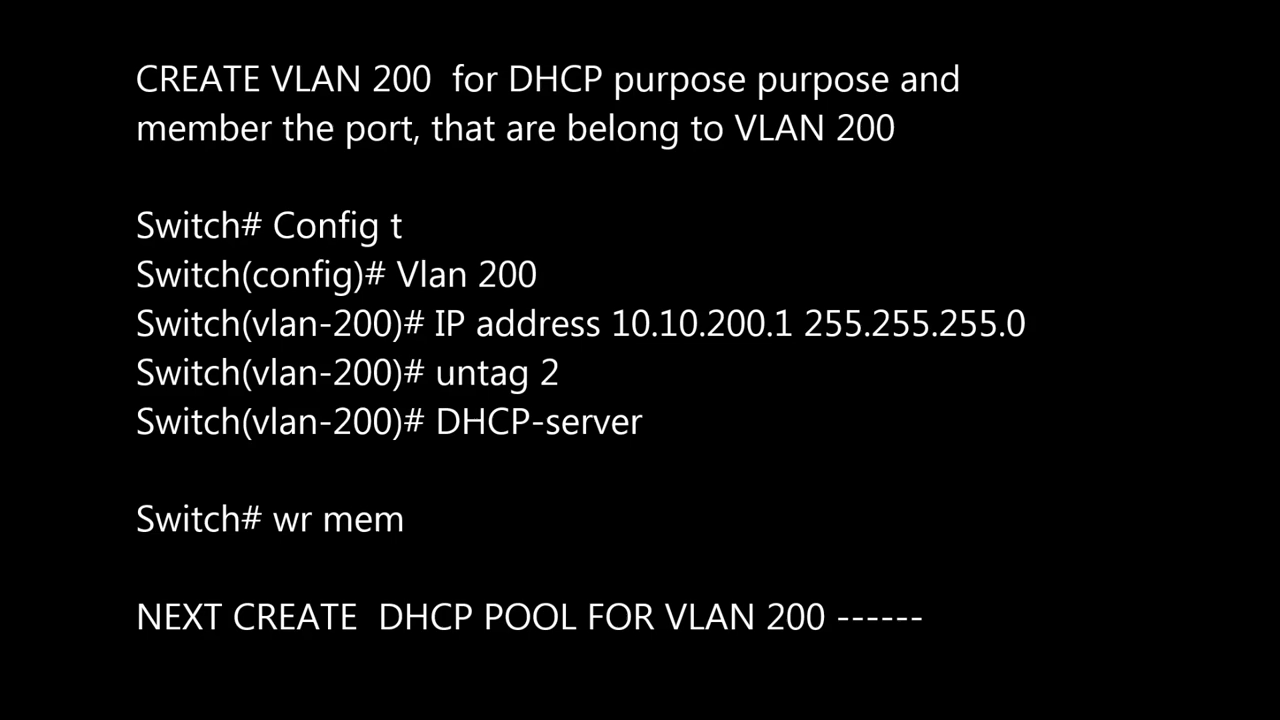 CREATE VLAN 200 for DHCP purpose purpose and
member the port, that are belong to VLAN 200
Switch# Config t
Switch(config)# Vlan 200
Switch(vlan-200)# IP address 10.10.200.1 255.255.255.0
Switch(vlan-200)# untag 2
Switch(vlan-200)# DHCP-server
Switch# wr mem
NEXT CREATE DHCP POOL FOR VLAN 200 ------